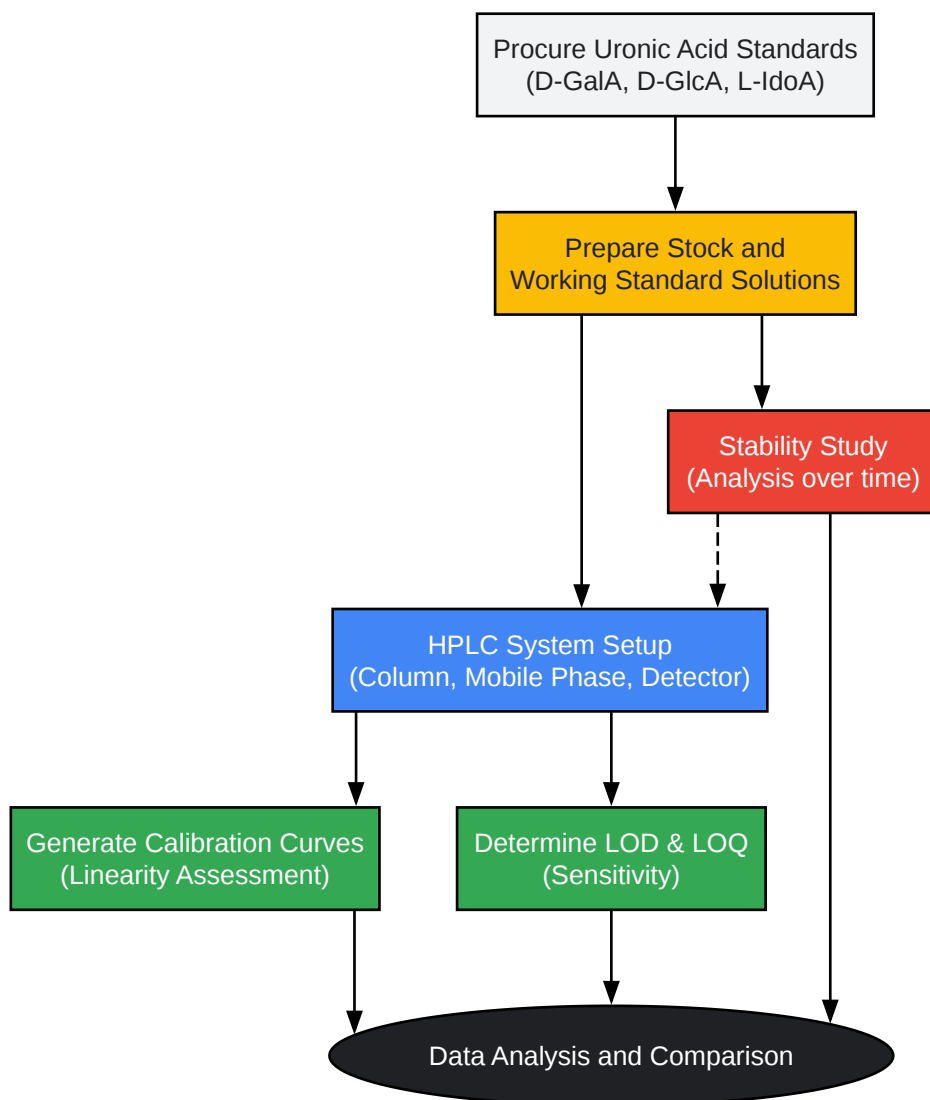 Procure Uronic Acid Standards
(D-GalA, D-GlcA, L-IdoA)
Prepare Stock and
Working Standard Solutions
Stability Study
(Analysis over time)
HPLC System Setup
(Column, Mobile Phase, Detector)
Generate Calibration Curves
(Linearity Assessment)
Determine LOD & LOQ
(Sensitivity)
Data Analysis and Comparison